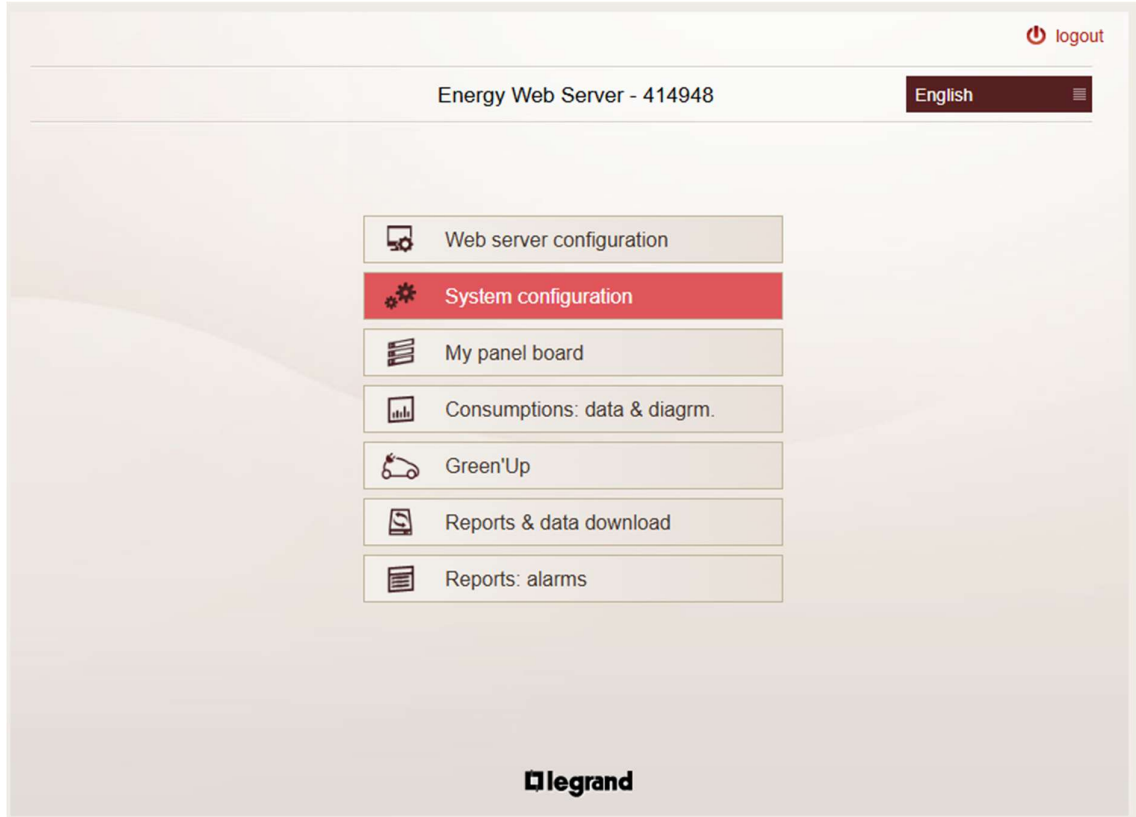 logout
Energy Web Server - 414948
English
Web server configuration
System configuration
My panel board
Consumptions: data & diagrm.
Green'Up
Reports & data download
Reports: alarms
legrand